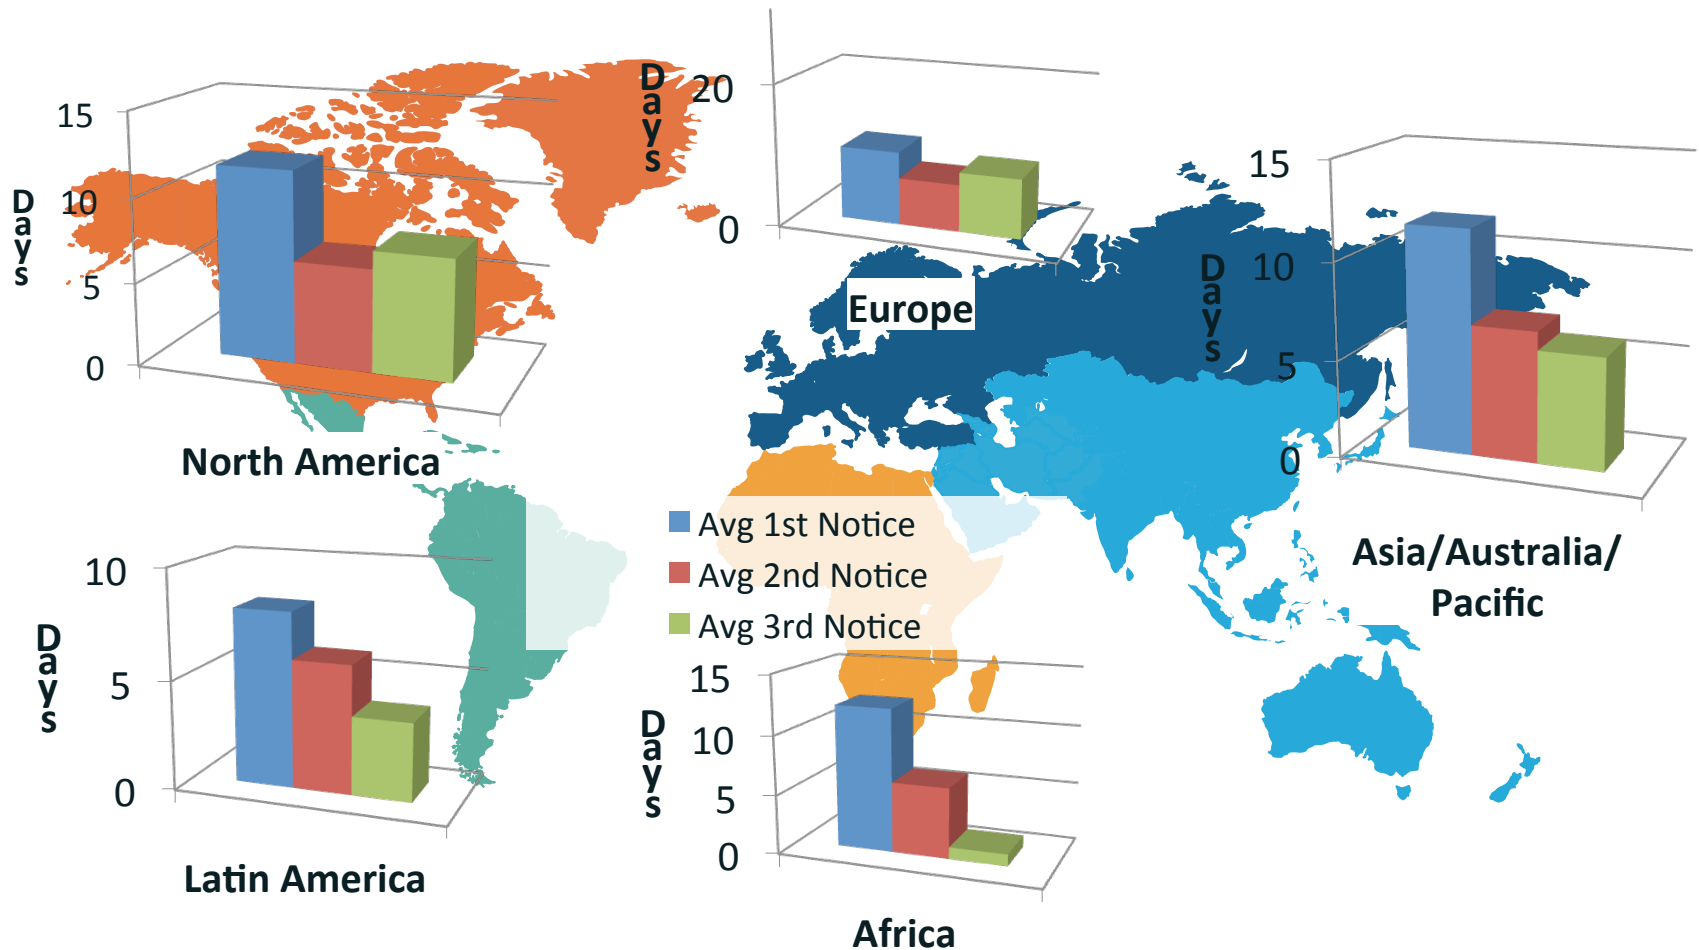 15
10
5
0
Days
North America
Days
20
0
Europe
15
10
5
0
Days
Asia/Australia/
Pacific
Avg 1st Notice
Avg 2nd Notice
Avg 3rd Notice
10
5
0
Days
Latin America
15
10
5
0
Days
Africa